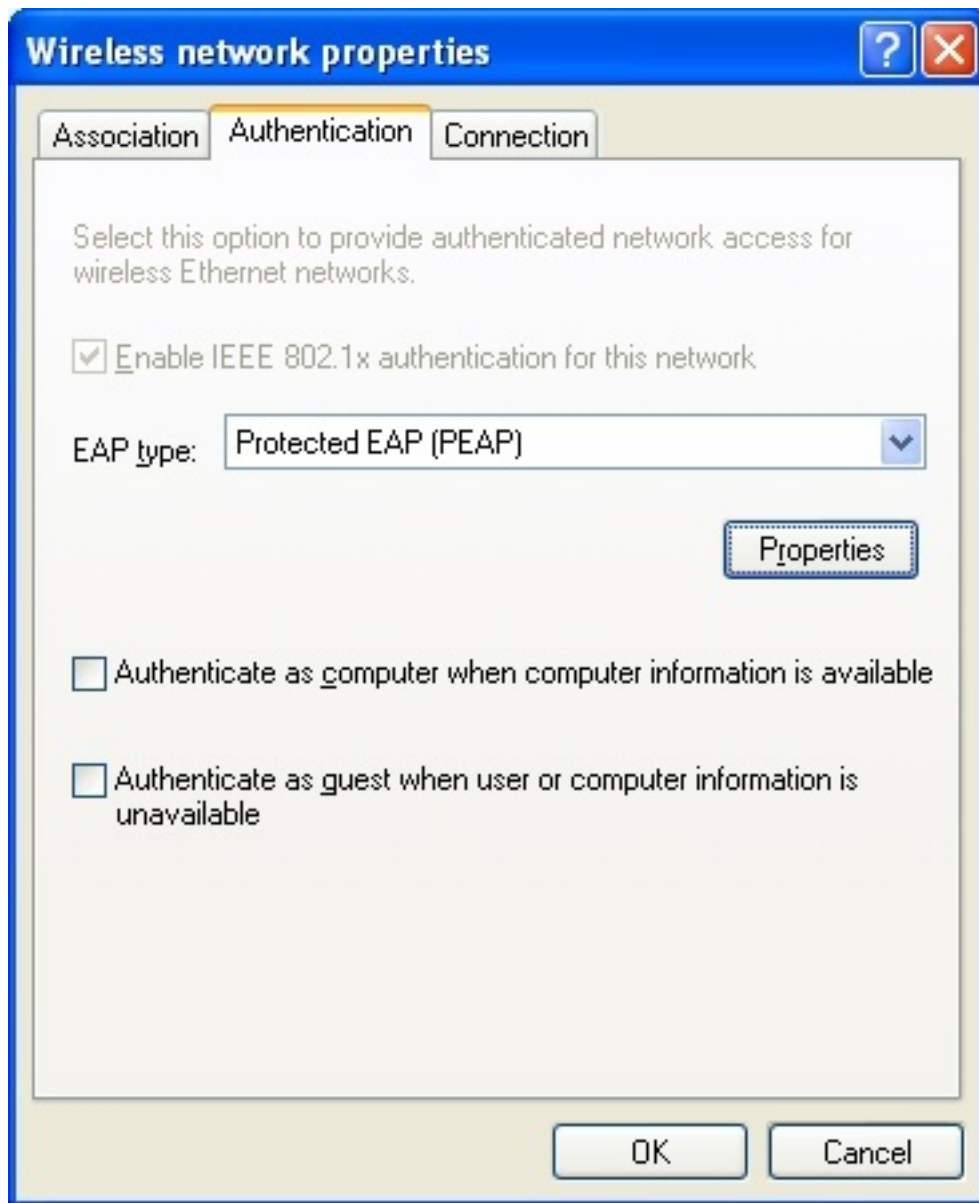 Wireless network properties
?
Association Authentication Connection
Select this option to provide authenticated network access for
wireless Ethernet networks.
Enable IEEE 802.1x authentication for this network
EAP type: Protected EAP (PEAP)
Properties
Authenticate as computer when computer information is available
Authenticate as guest when user or computer information is
unavailable
OK Cancel